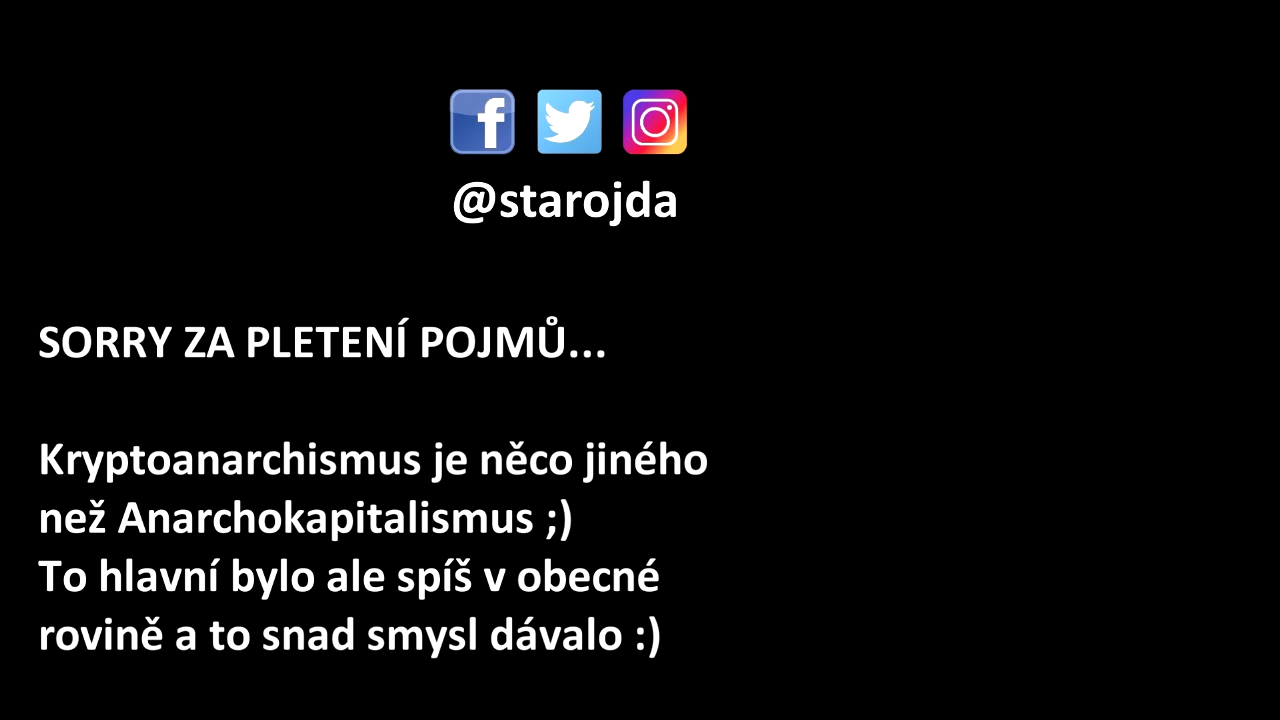 @starojda
SORRY ZA PLETENÍ POJMŮ...
Kryptoanarchismus je něco jiného
než Anarchokapitalismus ;)
To hlavní bylo ale spíš v obecné
rovině a to snad smysl dávalo :)